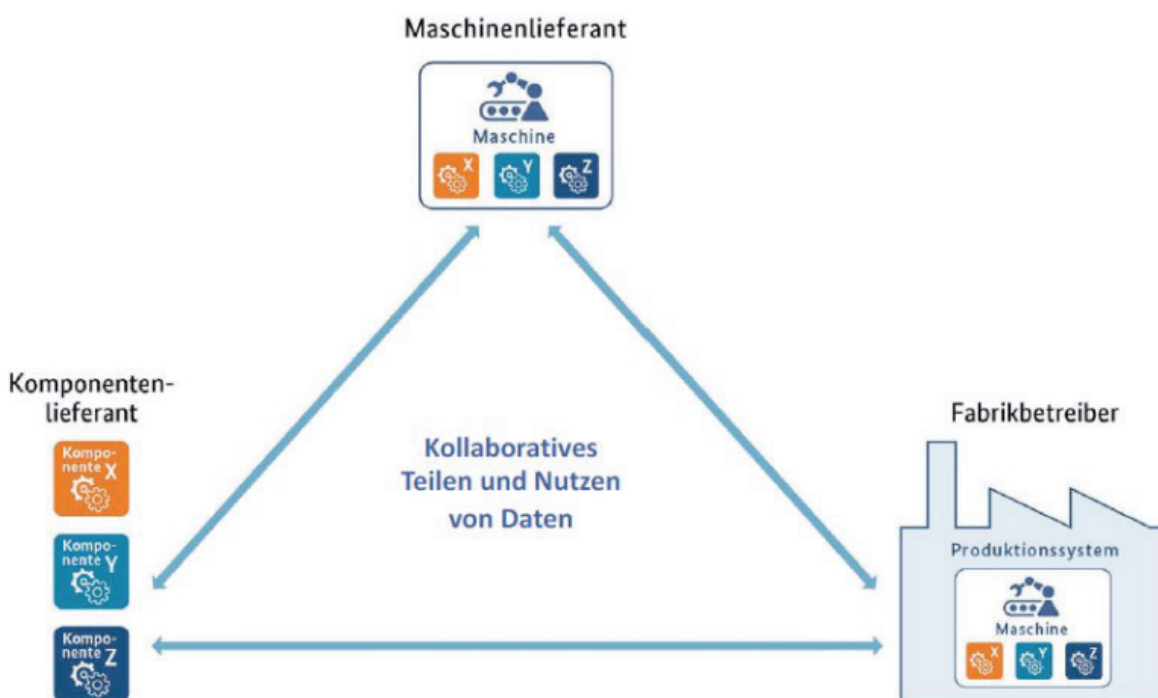 Maschinenlieferant
Maschine
X
Y
Z
Komponenten-
lieferant
Kompo-
nente X
Kompo-
nente Y
Kompo-
nente Z
Kollaboratives
Teilen und Nutzen
von Daten
Fabrikbetreiber
Produktionssystem
Maschine
X
Y
Z